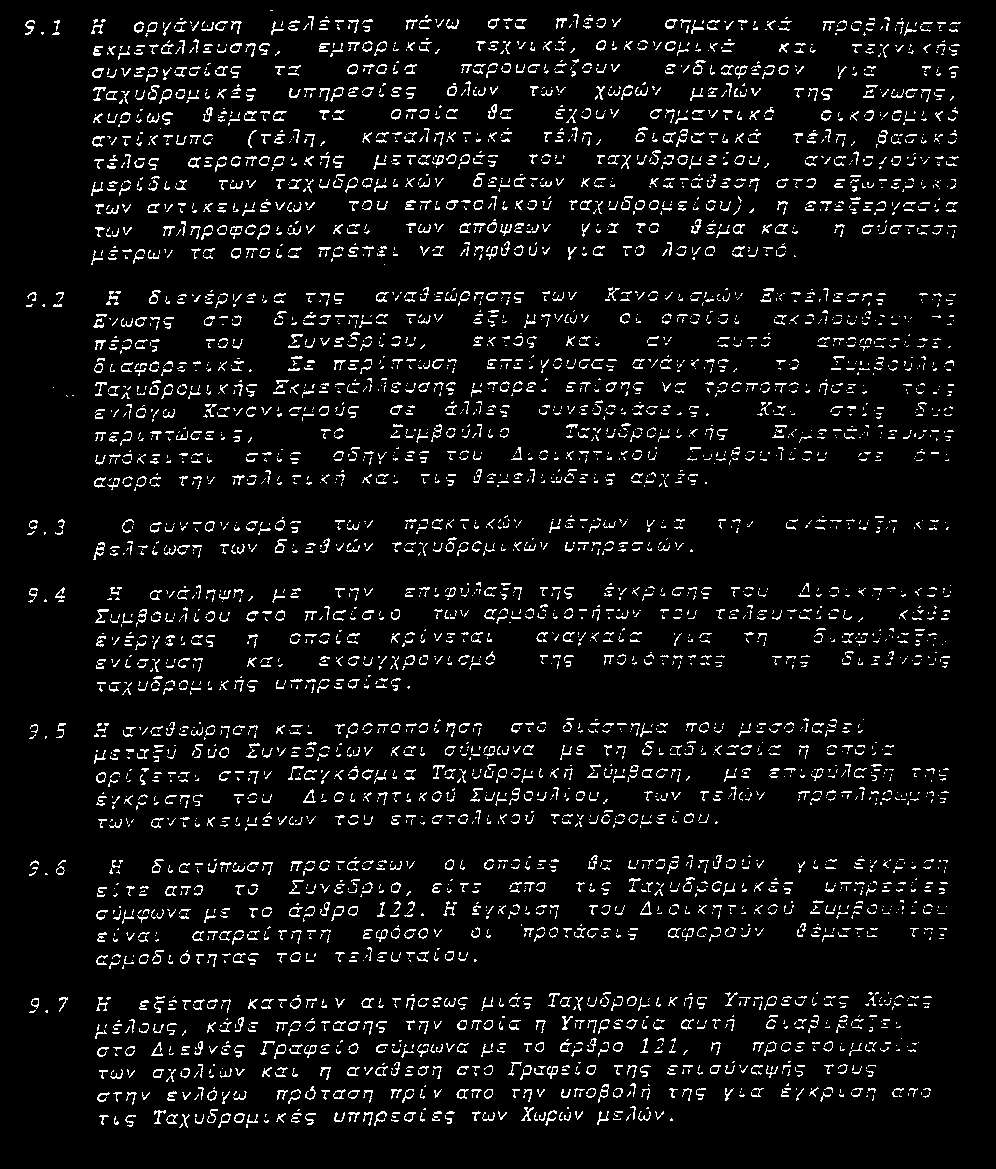 9.1 Η οργάνωση μελέτης πάνω στα πλέον σημαντικά προβλήματα
εκμετάλλευσης, εμπορικά, τεχνικά, οικονομικά και τεχνικής
συνεργασίας τα οποία παρουσιάζουν ενδιαφέρον για τις
Ταχυδρομικές υπηρεσίες όλων των χωρών μελών της Ενωσης,
κυρίως θέματα τα οποία θα έχουν σημαντικό οικονομικό
αντίκτυπο (τέλη, καταληκτικά τέλη, διαβατικά τέλη, βασικό
τέλος αεροπορικής μεταφοράς του ταχυδρομείου, αναλογούντα
μερίδια των ταχυδρομικών δεμάτων και κατάθεση στο εξωτερικό
των αντικειμένων του επιστολικού ταχυδρομείου), η επεξεργασία
των πληροφοριών και των απόψεων για το θέμα και η σύσταση
μέτρων τα οποία πρέπει να ληφθούν για το λόγο αυτό.
9.2 Η διενέργεια της αναθεώρησης των Κανονισμών Εκτέλεσης της
Ενωσης στο διάστημα των έξι μηνών οι οποίοι ακολουθούν το
πέρας του Συνεδρίου, εκτός και αν αυτό αποφασίσει
διαφορετικά. Σε περίπτωση επείγουσας ανάγκης, το Συμβούλιο
Ταχυδρομικής Εκμετάλλευσης μπορεί επίσης να τροποποιήσει τους
ενλόγω Κανονισμούς σε άλλες συνεδριάσεις. Και στίς δύο
περιπτώσεις, το Συμβούλιο Ταχυδρομικής Εκμετάλλευσης
υπόκειται στίς οδηγίες του Διοικητικού Συμβουλίου σε ότι
αφορά την πολιτική και τις θεμελιώδεις αρχές.
9.3 Ο συντονισμός των πρακτικών μέτρων για την ανάπτυξη και
βελτίωση των διεθνών ταχυδρομικών υπηρεσιών.
9.4 Η ανάληψη, με την επιφύλαξη της έγκρισης του Διοικητικού
Συμβουλίου στο πλαίσιο των αρμοδιοτήτων του τελευταίου, κάθε
ενέργειας η οποία κρίνεται αναγκαία για τη διαφύλαξη,
ενίσχυση και εκσυγχρονισμό της ποιότητας της διεθνούς
ταχυδρομικής υπηρεσίας.
9.5 Η αναθεώρηση και τροποποίηση στο διάστημα που μεσολαβεί
μεταξύ δύο Συνεδρίων και σύμφωνα με τη διαδικασία η οποία
ορίζεται στην Παγκόσμια Ταχυδρομική Σύμβαση, με επιφύλαξη της
έγκρισης του Διοικητικού Συμβουλίου, των τελών προπληρωμής
των αντικειμένων του επιστολικού ταχυδρομείου.
9.6 Η διατύπωση προτάσεων οι οποίες θα υποβληθούν για έγκριση
είτε απο το Συνέδριο, είτε απο τις Ταχυδρομικές υπηρεσίες
σύμφωνα με το άρθρο 122. Η έγκριση του Διοικητικού Συμβουλίου
είναι απαραίτητη εφόσον οι προτάσεις αφορούν θέματα της
αρμοδιότητας του τελευταίου.
9.7 Η εξέταση κατόπιν αιτήσεως μιάς Ταχυδρομικής Υπηρεσίας Χώρας
μέλους, κάθε πρότασης την οποία η Υπηρεσία αυτή διαβιβάζει
στο Διεθνές Γραφείο σύμφωνα με το άρθρο 121, η προετοιμασία
των σχολίων και η ανάθεση στο Γραφείο της επισύναψής τους
στην ενλόγω πρόταση πρίν απο την υποβολή της για έγκριση απο
τις Ταχυδρομικές υπηρεσίες των Χωρών μελών.